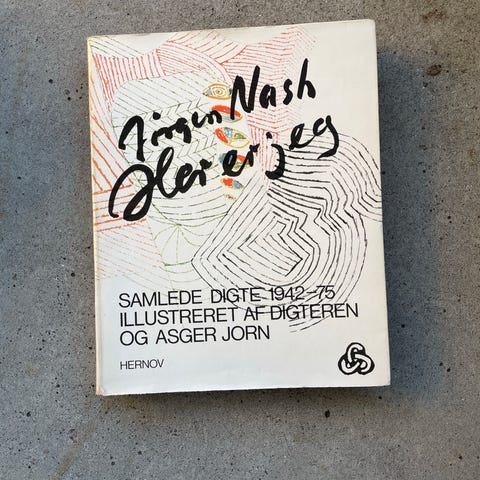 Jørgen Nash
Her er jeg
SAMLEDE DIGTE 1942–75
ILLUSTRERET AF DIGTEREN
OG ASGER JORN
HERNOV